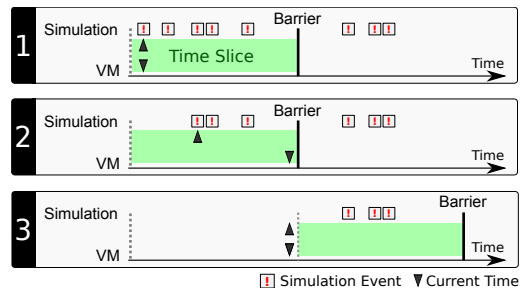 Barrier
1
Simulation
! ! ! ! ! ! ! !
Time Slice
VM
Time
Barrier
2
Simulation
! ! ! ! ! !
VM
Time
Barrier
3
Simulation
! ! !
VM
Time
! Simulation Event ▼ Current Time